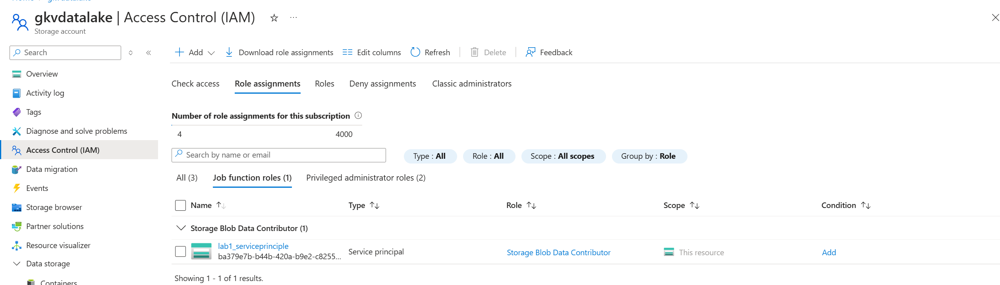 gkvdatalake | Access Control (IAM)
Storage account
Search
Add
Download role assignments
Edit columns
Refresh
Delete
Feedback
Overview
Activity log
Tags
Diagnose and solve problems
Access Control (IAM)
Data migration
Events
Storage browser
Partner solutions
Resource visualizer
Data storage
Containers
Check access
Role assignments
Roles
Deny assignments
Classic administrators
Number of role assignments for this subscription
4
4000
Search by name or email
Type : All
Role : All
Scope : All scopes
Group by : Role
All (3)
Job function roles (1)
Privileged administrator roles (2)
Name
Type
Role
Scope
Condition
Storage Blob Data Contributor (1)
lab1_serviceprinciple
ba379e7b-b44b-420a-b9e2-c8255...
Service principal
Storage Blob Data Contributor
This resource
Add
Showing 1 - 1 of 1 results.